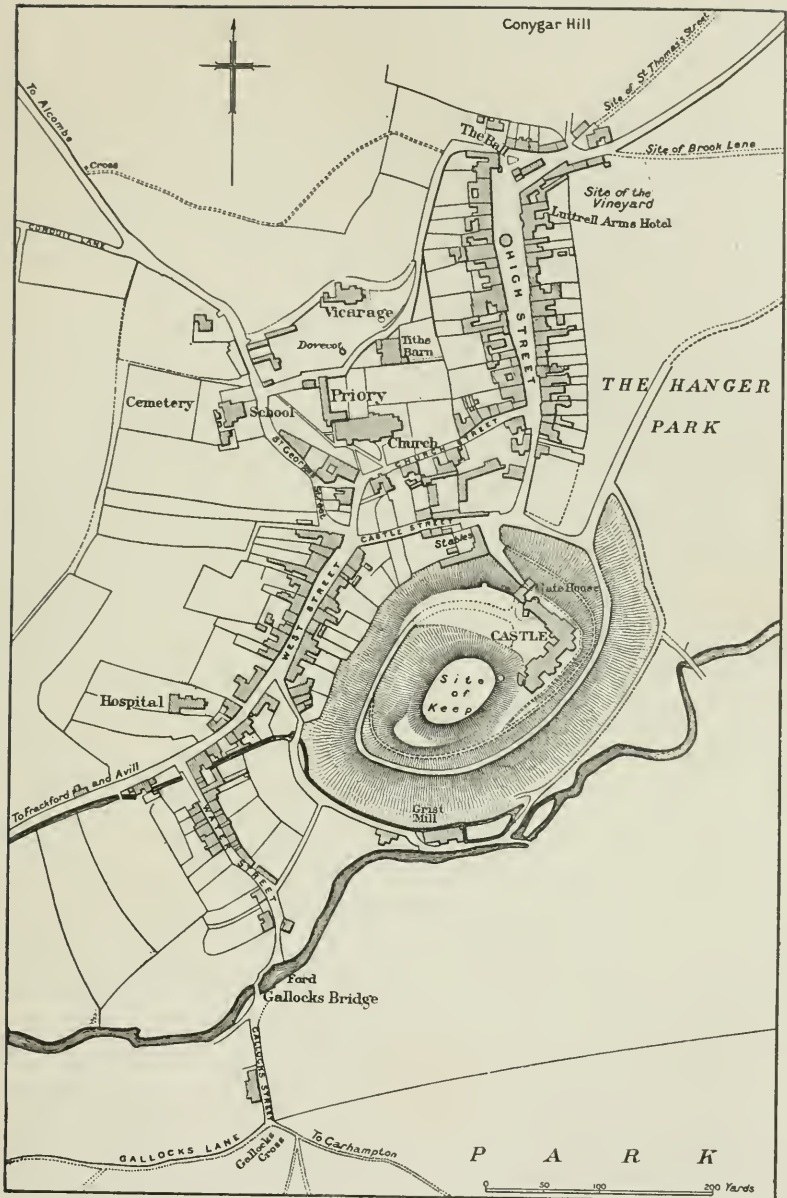 Conygar Hill
Site of St Thomas's Street
To Alcombe
The Ball
Site of Brook Lane
Cross
Site of the
Vineyard
Luttrell Arms Hotel
CONDUIT LANE
HIGH STREET
Vicarage
Dovecot
Tithe
Barn
THE HANGER
PARK
Priory
Cemetery
School
Church
CHURCH STREET
ST GEORGES
STREET
CASTLE STREET
Stables
Gate House
WEST STREET
CASTLE
Site
of
Keep
Hospital
To Frackford and Avill
Grist
Mill
WATER STREET
Ford
Gallocks Bridge
GALLOCKS STREET
GALLOCKS LANE
Gallocks
Cross
To Carhampton
PARK
0 100 200 Yards